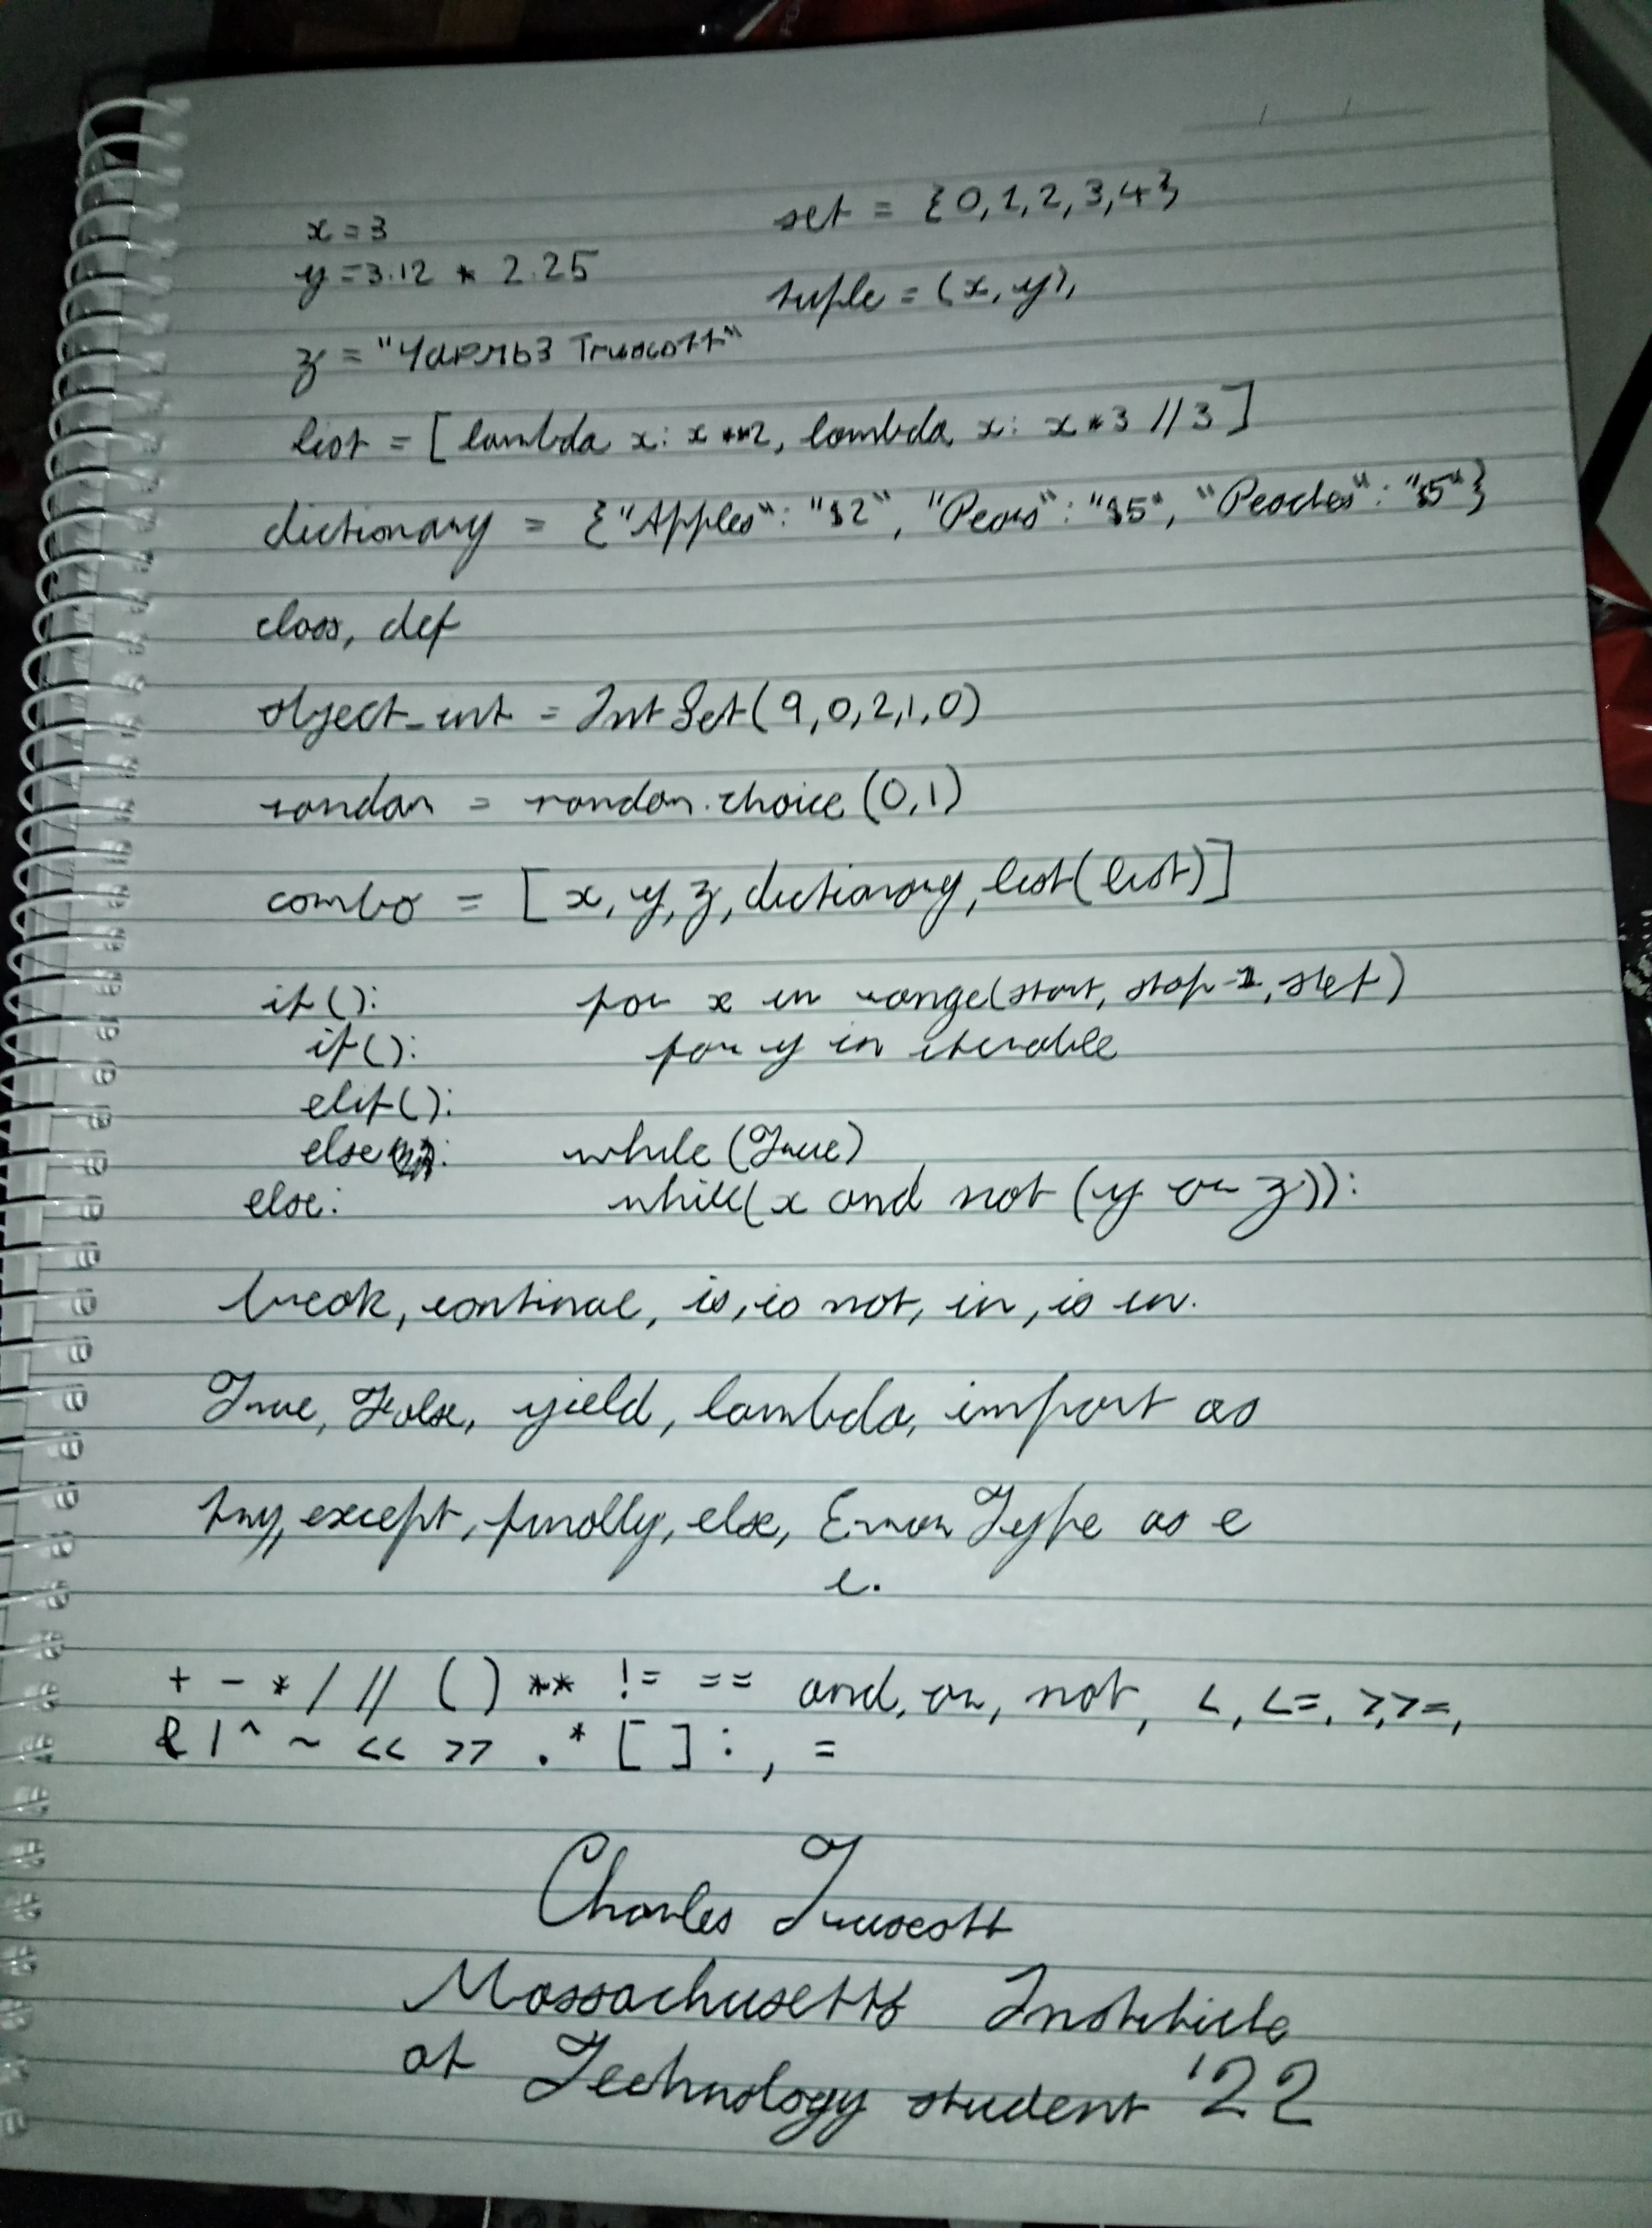 x = 3
y = 3.12 * 2.25
z = "Чарльз Truscott"
set = {0, 1, 2, 3, 4}
tuple = (x, y),
list = [lambda x: x**2, lambda x: x*3 // 3]
dictionary = {"Apples": "$2", "Pears": "$5", "Peaches": "$5"}
class, def
object_int = IntSet(9, 0, 2, 1, 0)
random = random.choice(0, 1)
combo = [x, y, z, dictionary, list(list)]
if():
if():
elif():
else:
else:
for x in range(start, stop-1, step)
for y in iterable
while (True)
while(x and not (y or z)):
break, continue, is, is not, in, is in.
True, False, yield, lambda, import as
try, except, finally, else, ErrorType as e
e.
+ - * / // ( ) ** != == and, or, not, <, <=, >, >=,
& | ^ ~ << >> . * [ ] : , =
Charles Truscott
Massachusetts Institute
of Technology student '22